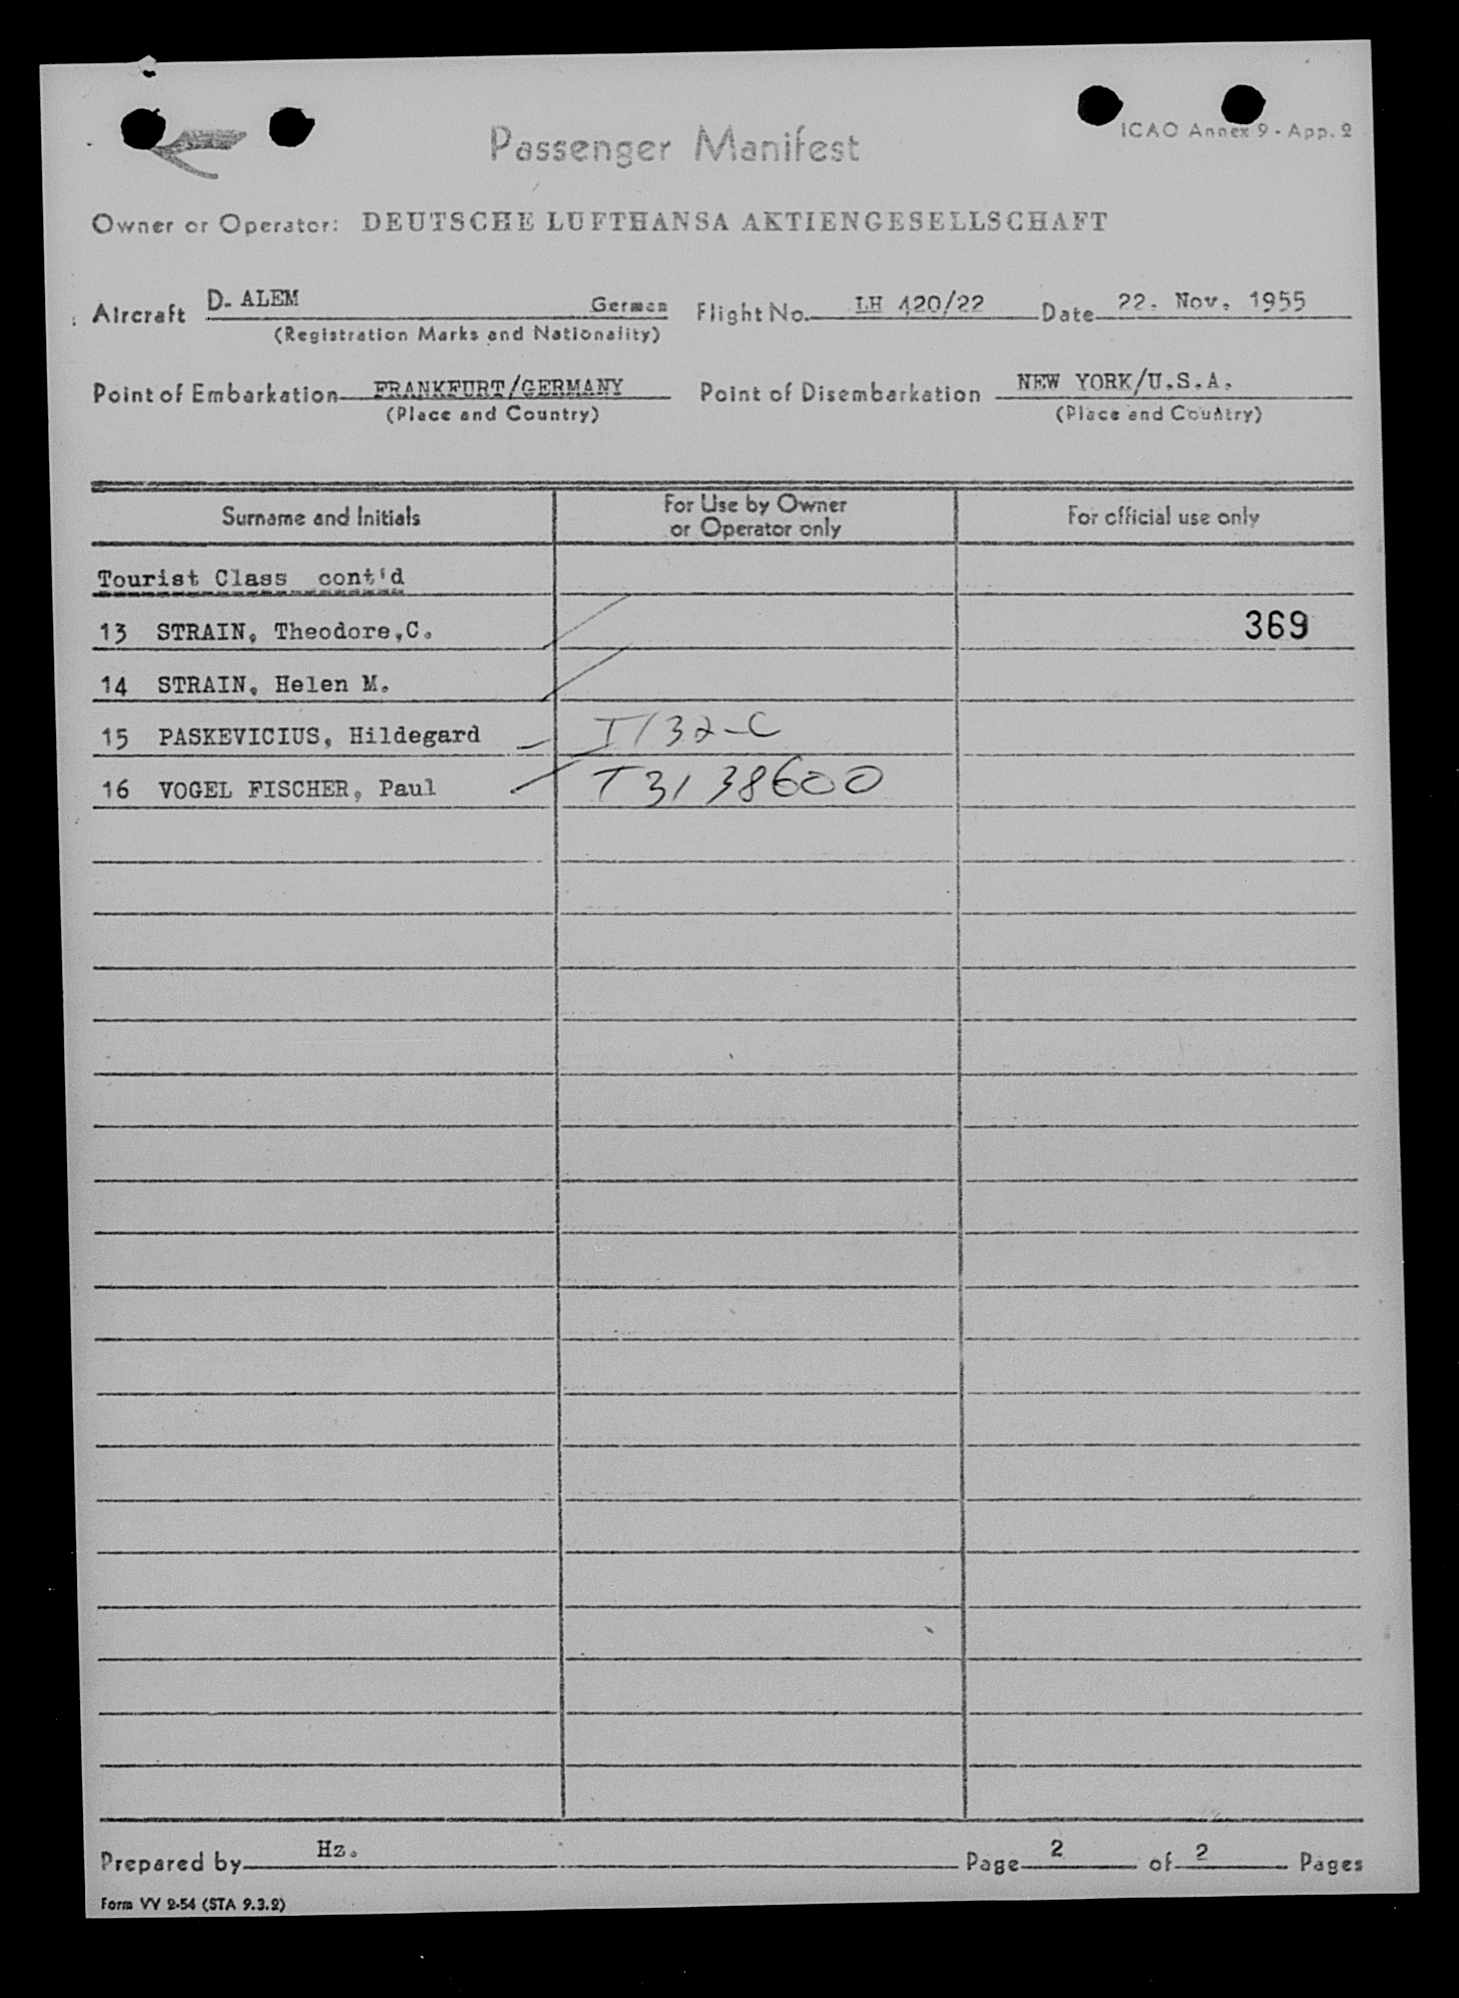 ICAO Annex 9 - App. 2
Passenger Manifest
Owner or Operator: DEUTSCHE LUFTHANSA AKTIENGESELLSCHAFT
Aircraft D- ALEM German Flight No. LH 420/22 Date 22. Nov. 1955
(Registration Marks and Nationality)
Point of Embarkation FRANKFURT/GERMANY Point of Disembarkation NEW YORK/U.S.A.
(Place and Country) (Place and Country)
Surname and Initials For Use by Owner or Operator only For official use only
Tourist Class cont'd
13 STRAIN, Theodore,C. 369
14 STRAIN, Helen M.
15 PASKEVICIUS, Hildegard I/32-C
16 VOGEL FISCHER, Paul T3138600
Prepared by Hz. Page 2 of 2 Pages
Form VV 2-54 (STA 9.3.2)